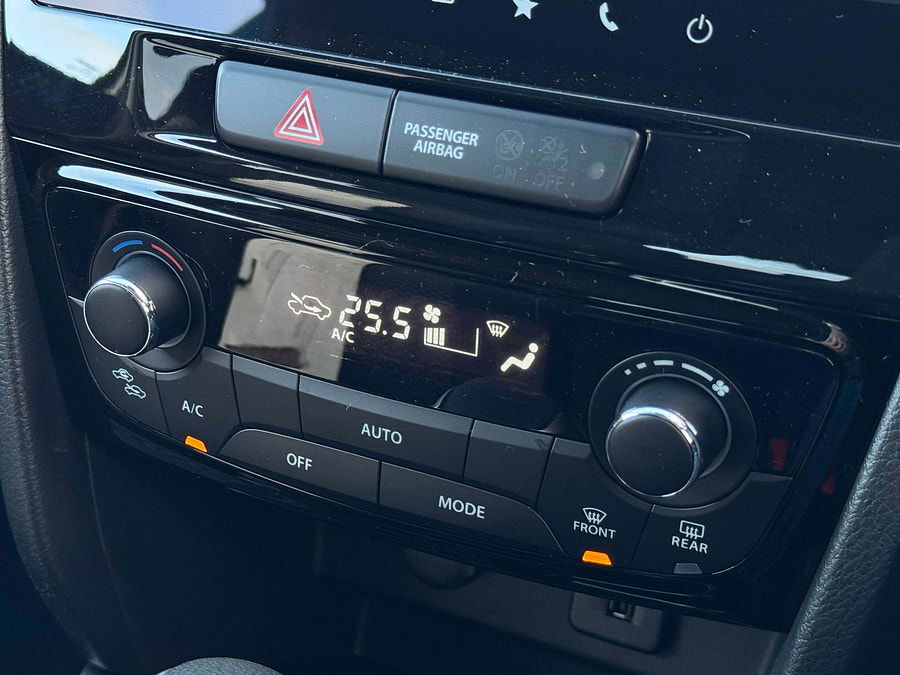 PASSENGER
AIRBAG
ON OFF
25.5
A/C
A/C
AUTO
OFF
MODE
FRONT
REAR